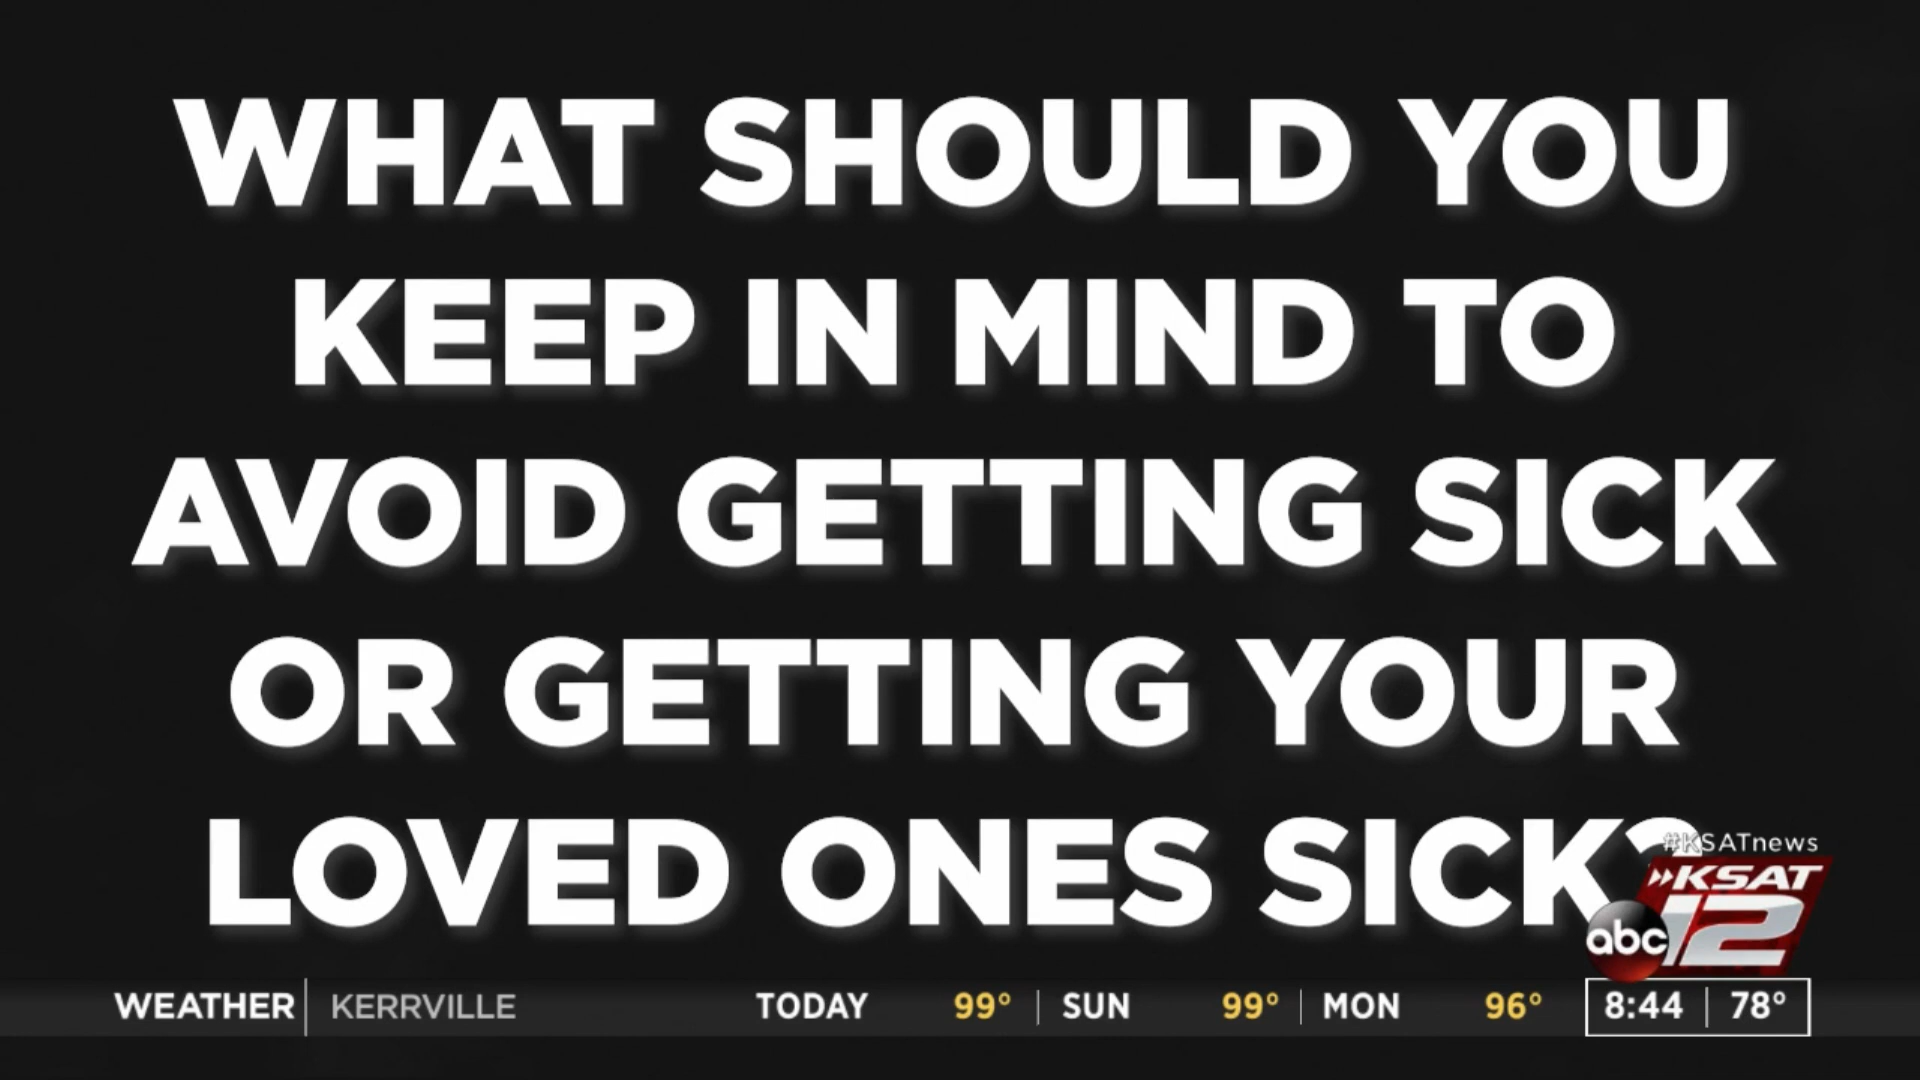 WHAT SHOULD YOU
KEEP IN MIND TO
AVOID GETTING SICK
OR GETTING YOUR
LOVED ONES SICK?
#KSATnews
KSAT
abc 12
WEATHER KERRVILLE TODAY 99° SUN 99° MON 96° 8:44 78°